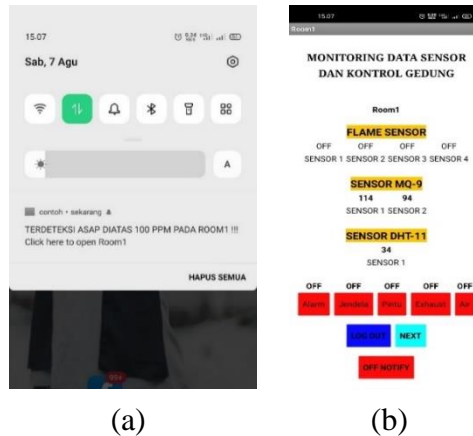 15.07
Sab, 7 Agu
A
contoh • sekarang
TERDETEKSI ASAP DIATAS 100 PPM PADA ROOM1 !!!
Click here to open Room1
HAPUS SEMUA
99+
(a)
15.07
Room1
MONITORING DATA SENSOR
DAN KONTROL GEDUNG
Room1
FLAME SENSOR
OFF OFF OFF OFF
SENSOR 1 SENSOR 2 SENSOR 3 SENSOR 4
SENSOR MQ-9
114 94
SENSOR 1 SENSOR 2
SENSOR DHT-11
34
SENSOR 1
OFF OFF OFF OFF OFF
Alarm Jendela Pintu Exhaust Air
LOG OUT NEXT
OFF NOTIFY
(b)